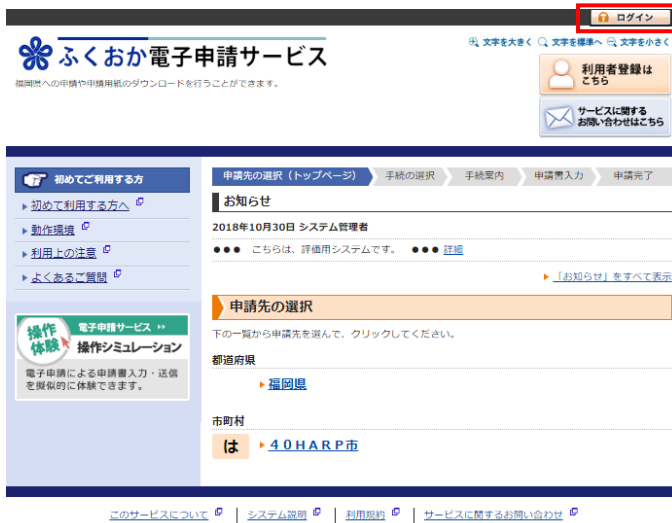 ログイン
ふくおか電子申請サービス
福岡県への申請や申請用紙のダウンロードを行うことができます。
文字を大きく 文字を標準へ 文字を小さく
利用者登録は
こちら
サービスに関する
お問い合わせはこちら
初めてご利用する方
初めて利用する方へ
動作環境
利用上の注意
よくあるご質問
操作
体験
電子申請サービス
操作シミュレーション
電子申請による申請書入力・送信
を擬似的に体験できます。
申請先の選択（トップページ） 手続の選択 手続案内 申請書入力 申請完了
お知らせ
2018年10月30日 システム管理者
●●● こちらは、評価用システムです。 ●●● 詳細
「お知らせ」をすべて表示
申請先の選択
下の一覧から申請先を選んで、クリックしてください。
都道府県
福岡県
市町村
は ４０ＨＡＲＰ市
このサービスについて | システム説明 | 利用規約 | サービスに関するお問い合わせ